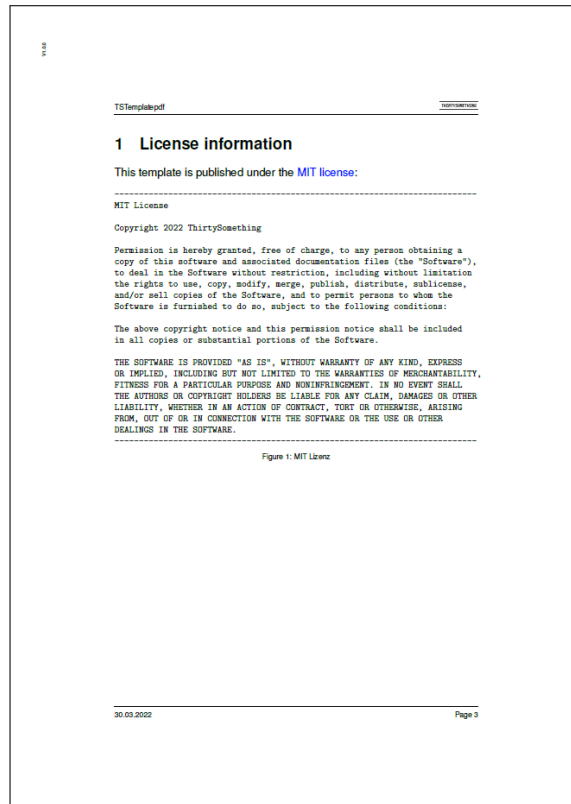 V1.0.0
TSTemplatepdf
THIRTYSOMETHING
1 License information
This template is published under the MIT license:
--------------------------------------------------------------------------
MIT License
Copyright 2022 ThirtySomething
Permission is hereby granted, free of charge, to any person obtaining a
copy of this software and associated documentation files (the "Software"),
to deal in the Software without restriction, including without limitation
the rights to use, copy, modify, merge, publish, distribute, sublicense,
and/or sell copies of the Software, and to permit persons to whom the
Software is furnished to do so, subject to the following conditions:
The above copyright notice and this permission notice shall be included
in all copies or substantial portions of the Software.
THE SOFTWARE IS PROVIDED "AS IS", WITHOUT WARRANTY OF ANY KIND, EXPRESS
OR IMPLIED, INCLUDING BUT NOT LIMITED TO THE WARRANTIES OF MERCHANTABILITY,
FITNESS FOR A PARTICULAR PURPOSE AND NONINFRINGEMENT. IN NO EVENT SHALL
THE AUTHORS OR COPYRIGHT HOLDERS BE LIABLE FOR ANY CLAIM, DAMAGES OR OTHER
LIABILITY, WHETHER IN AN ACTION OF CONTRACT, TORT OR OTHERWISE, ARISING
FROM, OUT OF OR IN CONNECTION WITH THE SOFTWARE OR THE USE OR OTHER
DEALINGS IN THE SOFTWARE.
--------------------------------------------------------------------------
Figure 1: MIT Lizenz
30.03.2022
Page 3